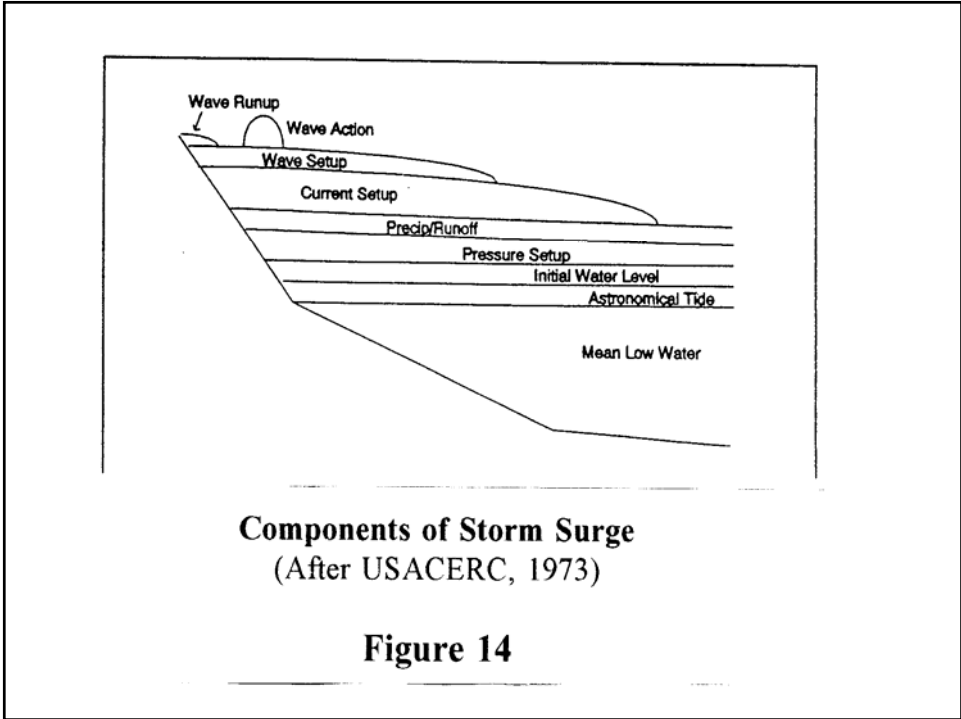 Wave Runup
Wave Action
Wave Setup
Current Setup
Precip/Runoff
Pressure Setup
Initial Water Level
Astronomical Tide
Mean Low Water
Components of Storm Surge
(After USACERC, 1973)
Figure 14